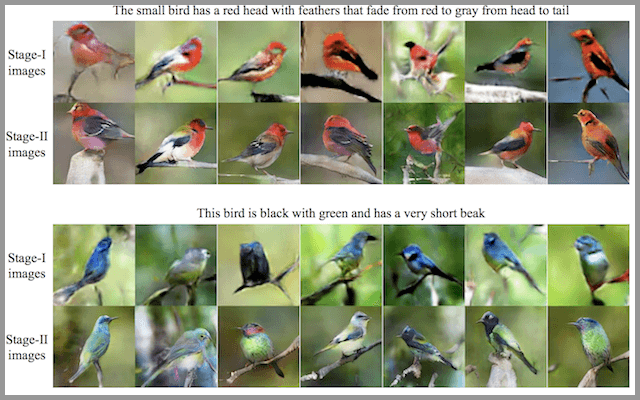 The small bird has a red head with feathers that fade from red to gray from head to tail
Stage-I
images
Stage-II
images
This bird is black with green and has a very short beak
Stage-I
images
Stage-II
images